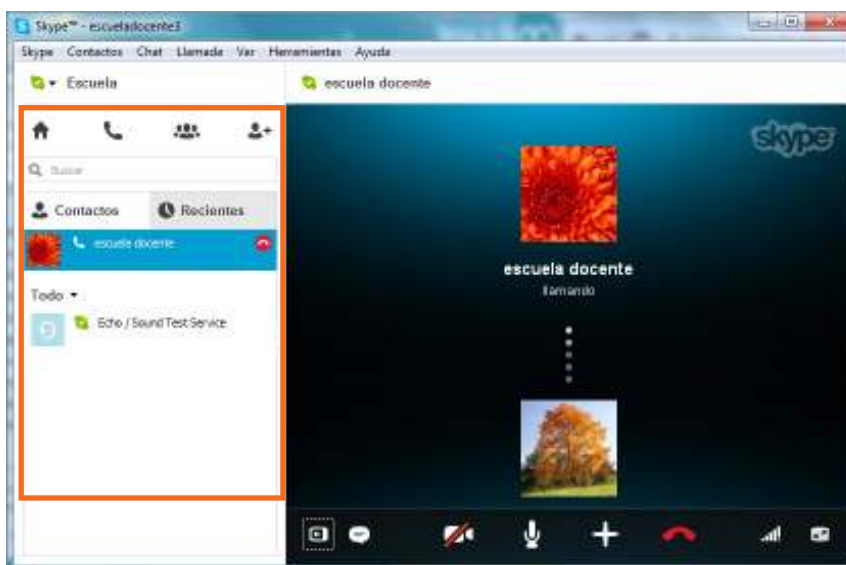 Skype™ - escueladocente3
Skype Contactos Chat Llamada Ver Herramientas Ayuda
Escuela
escuela docente
skype
Buscar
Contactos Recientes
escuela docente
escuela docente
llamando
Todo
Echo / Sound Test Service